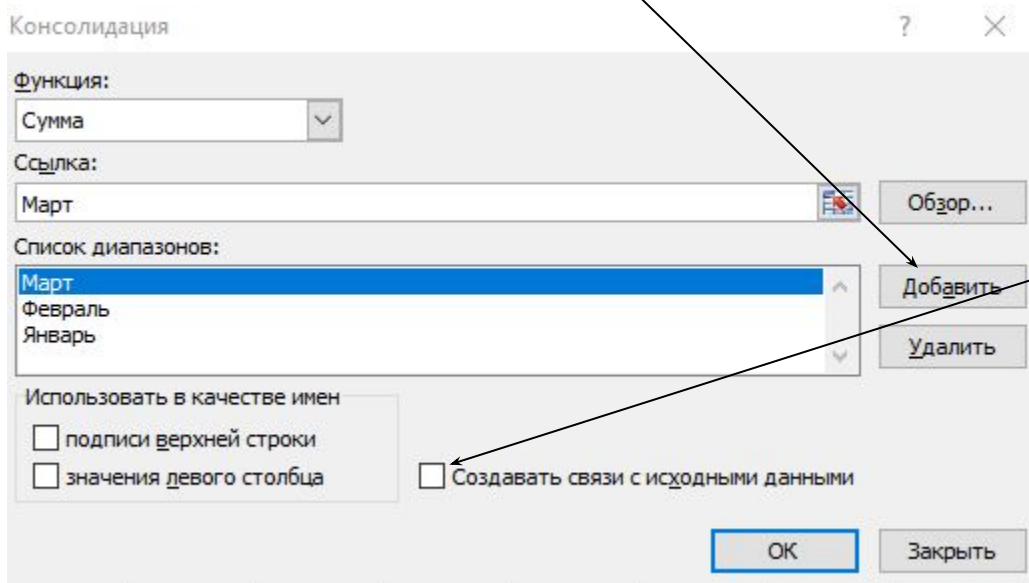 Консолидация
Функция:
Сумма
Ссылка:
Март
Обзор...
Список диапазонов:
Март
Февраль
Январь
Добавить
Удалить
Использовать в качестве имен
подписи верхней строки
значения левого столбца
Создавать связи с исходными данными
ОК
Закрыть